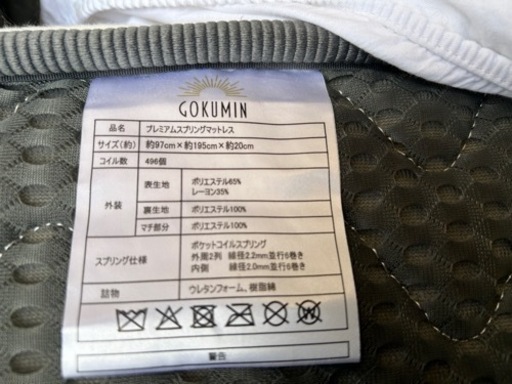 GOKUMIN
品名 プレミアムスプリングマットレス
サイズ(約) 約97cm×約195cm×約20cm
コイル数 496個
外装 表生地 ポリエステル65%
レーヨン35%
裏生地 ポリエステル100%
マチ部分 ポリエステル100%
スプリング仕様 ポケットコイルスプリング
外周2列 線径2.2mm並行6巻き
内側 線径2.0mm並行6巻き
詰物 ウレタンフォーム、樹脂綿
警告